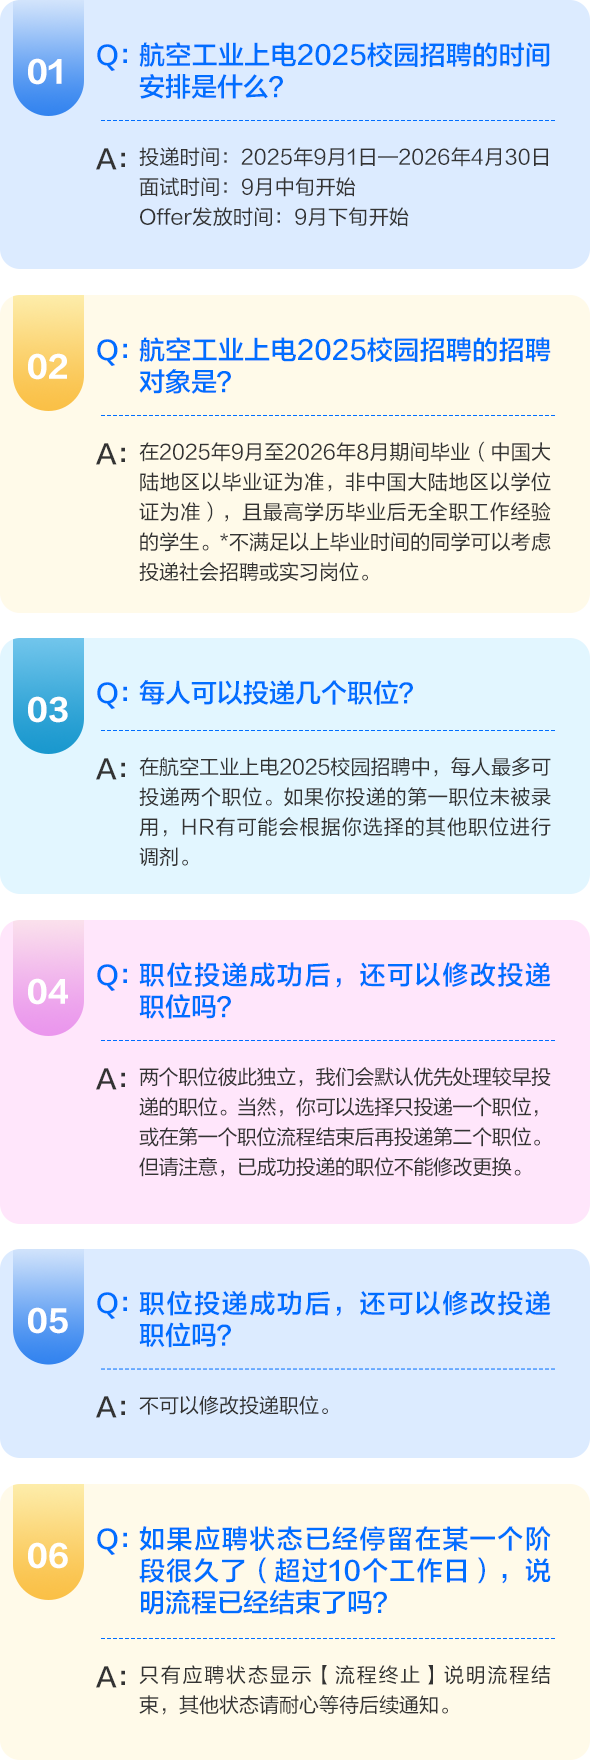 01
Q：航空工业上电2025校园招聘的时间
安排是什么?
A：投递时间：2025年9月1日—2026年4月30日
面试时间：9月中旬开始
Offer发放时间：9月下旬开始
02
Q：航空工业上电2025校园招聘的招聘
对象是?
A：在2025年9月至2026年8月期间毕业（中国大
陆地区以毕业证为准，非中国大陆地区以学位
证为准），且最高学历毕业后无全职工作经验
的学生。*不满足以上毕业时间的同学可以考虑
投递社会招聘或实习岗位。
03
Q：每人可以投递几个职位?
A：在航空工业上电2025校园招聘中，每人最多可
投递两个职位。如果你投递的第一职位未被录
用，HR有可能会根据你选择的其他职位进行
调剂。
04
Q：职位投递成功后，还可以修改投递
职位吗?
A：两个职位彼此独立，我们会默认优先处理较早投
递的职位。当然，你可以选择只投递一个职位，
或在第一个职位流程结束后再投递第二个职位。
但请注意，已成功投递的职位不能修改更换。
05
Q：职位投递成功后，还可以修改投递
职位吗?
A：不可以修改投递职位。
06
Q：如果应聘状态已经停留在某一个阶
段很久了（超过10个工作日），说
明流程已经结束了吗?
A：只有应聘状态显示【流程终止】说明流程结
束，其他状态请耐心等待后续通知。